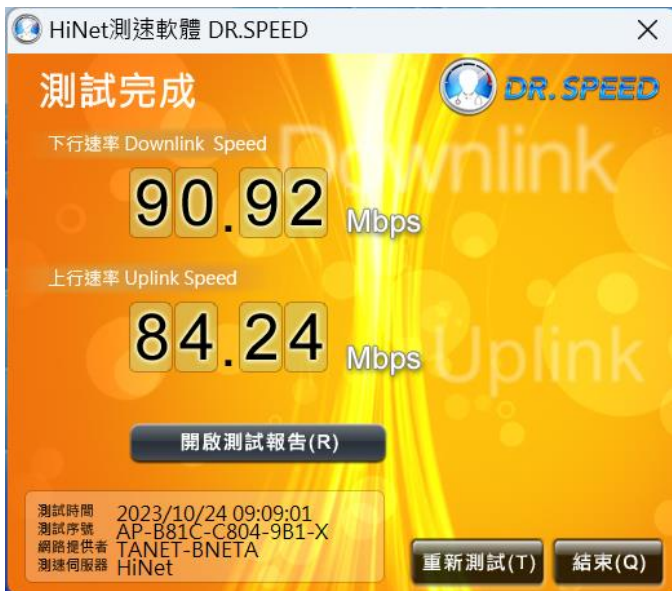 HiNet測速軟體 DR.SPEED
測試完成
DR. SPEED
下行速率 Downlink Speed
Downlink
90.92 Mbps
上行速率 Uplink Speed
84.24 Mbps
Uplink
開啟測試報告(R)
測試時間 2023/10/24 09:09:01
測試序號 AP-B81C-C804-9B1-X
網路提供者 TANET-BNETA
測速伺服器 HiNet
重新測試(T) 結束(Q)